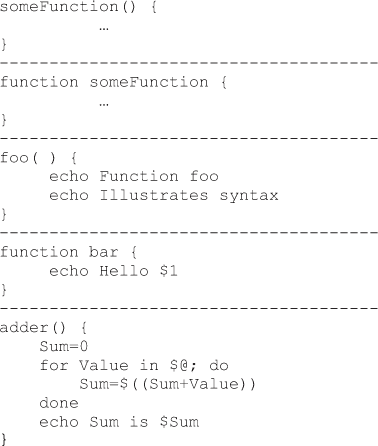 someFunction() {
          …
}
--------------------------------------
function someFunction {
          …
}
--------------------------------------
foo( ) {
     echo Function foo
     echo Illustrates syntax
}
--------------------------------------
function bar {
     echo Hello $1
}
--------------------------------------
adder() {
    Sum=0
    for Value in $@; do
        Sum=$((Sum+Value))
    done
    echo Sum is $Sum
}